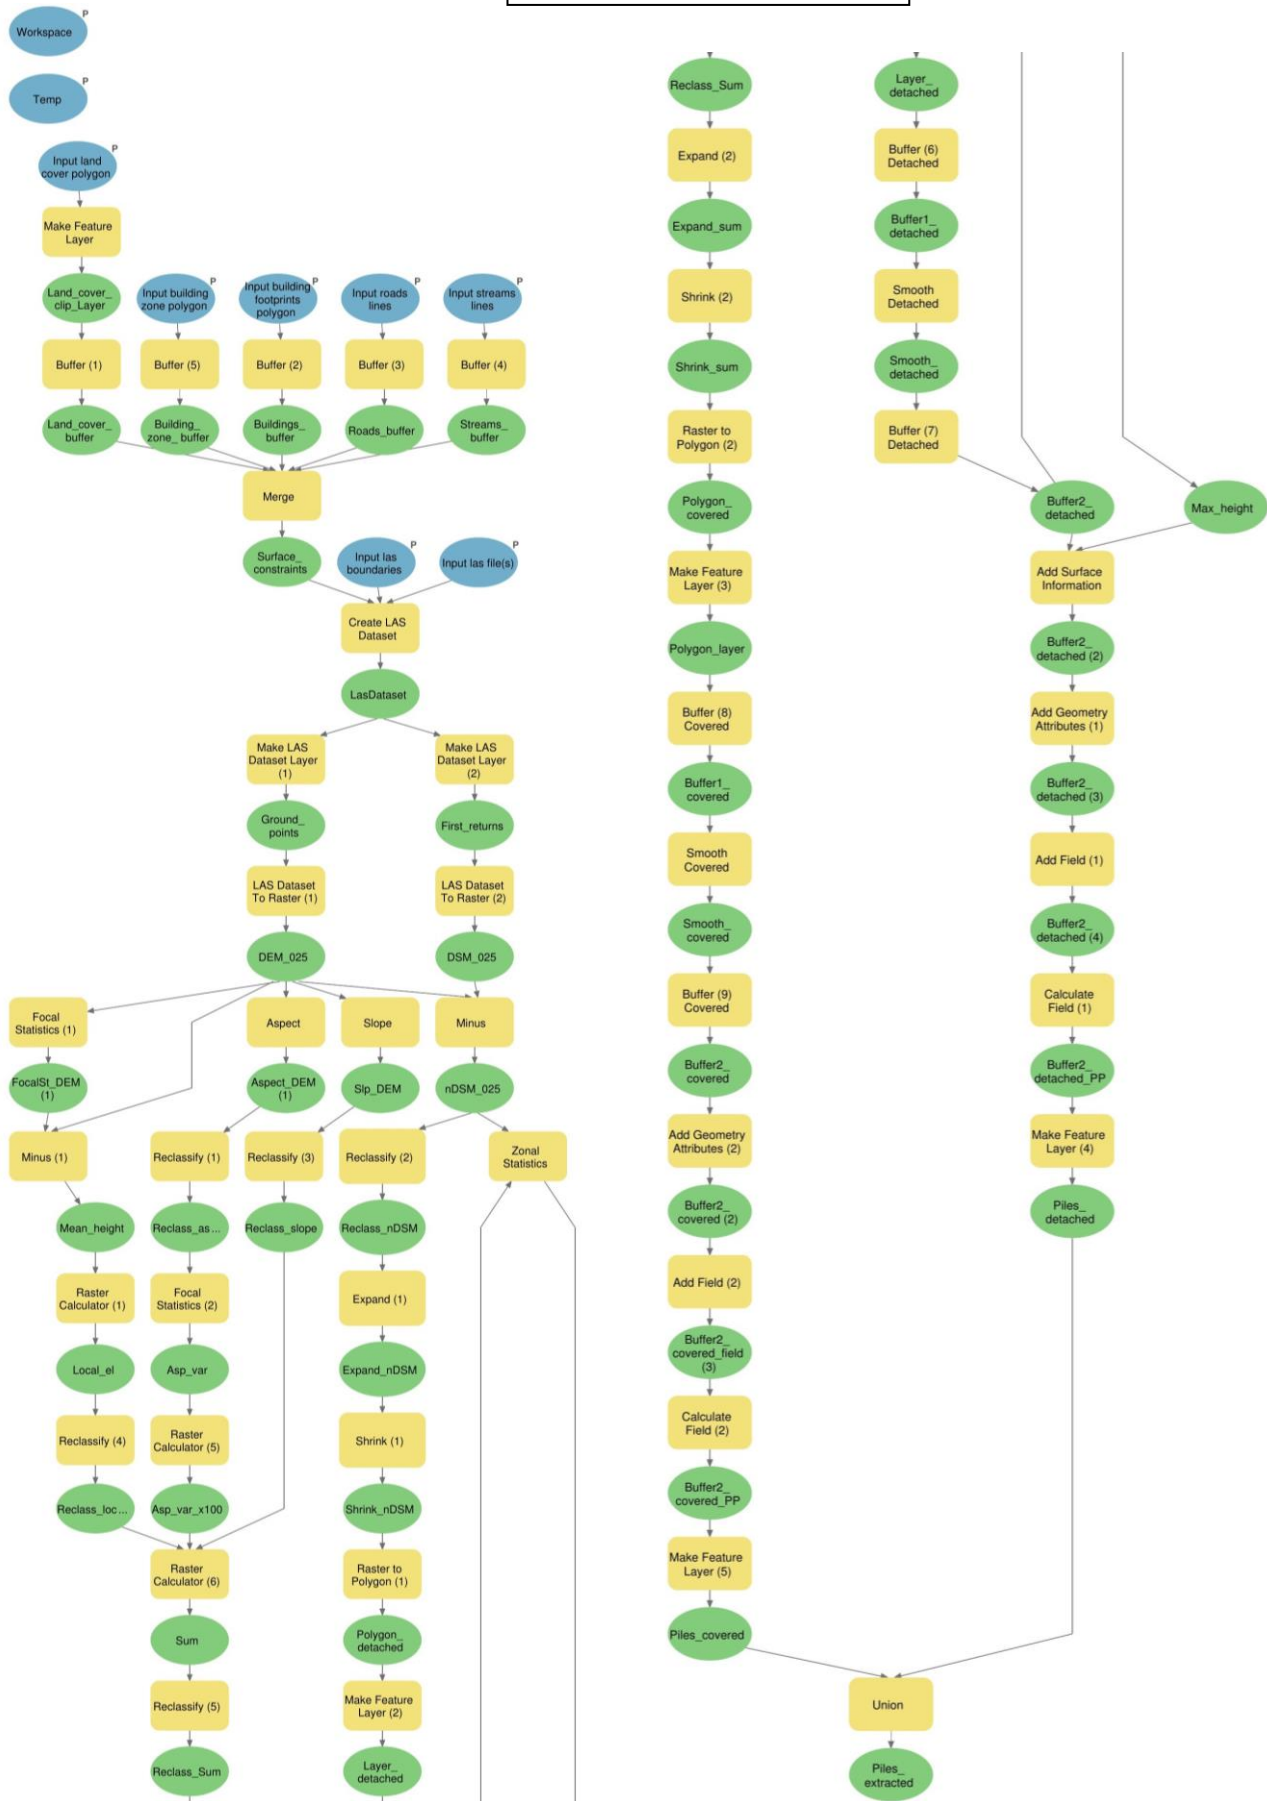 P
Workspace
P
Temp
P
Input land
cover polygon
Make Feature
Layer
Land_cover_
clip_Layer
P
Input building
zone polygon
P
Input building
footprints
polygon
P
Input roads
lines
P
Input streams
lines
Buffer (1)
Buffer (5)
Buffer (2)
Buffer (3)
Buffer (4)
Land_cover_
buffer
Building_
zone_ buffer
Buildings_
buffer
Roads_buffer
Streams_
buffer
Merge
Surface_
constraints
P
Input las
boundaries
P
Input las file(s)
Create LAS
Dataset
LasDataset
Make LAS
Dataset Layer
(1)
Make LAS
Dataset Layer
(2)
Ground_
points
First_returns
LAS Dataset
To Raster (1)
LAS Dataset
To Raster (2)
DEM_025
DSM_025
Focal
Statistics (1)
Aspect
Slope
Minus
FocalSt_DEM
(1)
Aspect_DEM
(1)
Slp_DEM
nDSM_025
Minus (1)
Reclassify (1)
Reclassify (3)
Reclassify (2)
Zonal
Statistics
Mean_height
Reclass_as...
Reclass_slope
Reclass_nDSM
Raster
Calculator (1)
Focal
Statistics (2)
Expand (1)
Local_el
Asp_var
Expand_nDSM
Reclassify (4)
Raster
Calculator (5)
Shrink (1)
Reclass_loc...
Asp_var_x100
Shrink_nDSM
Raster
Calculator (6)
Raster to
Polygon (1)
Sum
Polygon_
detached
Reclassify (5)
Make Feature
Layer (2)
Reclass_Sum
Layer_
detached
Reclass_Sum
Expand (2)
Expand_sum
Shrink (2)
Shrink_sum
Raster to
Polygon (2)
Polygon_
covered
Make Feature
Layer (3)
Polygon_layer
Buffer (8)
Covered
Buffer1_
covered
Smooth
Covered
Smooth_
covered
Buffer (9)
Covered
Buffer2_
covered
Add Geometry
Attributes (2)
Buffer2_
covered (2)
Add Field (2)
Buffer2_
covered_field
(3)
Calculate
Field (2)
Buffer2_
covered_PP
Make Feature
Layer (5)
Piles_covered
Layer_
detached
Buffer (6)
Detached
Buffer1_
detached
Smooth
Detached
Smooth_
detached
Buffer (7)
Detached
Buffer2_
detached
Max_height
Add Surface
Information
Buffer2_
detached (2)
Add Geometry
Attributes (1)
Buffer2_
detached (3)
Add Field (1)
Buffer2_
detached (4)
Calculate
Field (1)
Buffer2_
detached_PP
Make Feature
Layer (4)
Piles_
detached
Union
Piles_
extracted